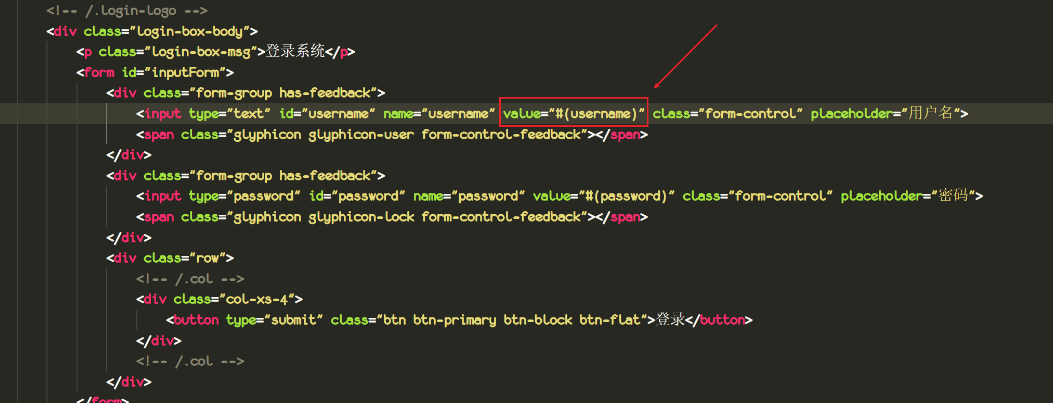 <!-- /.login-logo -->
<div class="login-box-body">
<p class="login-box-msg">登录系统</p>
<form id="inputForm">
<div class="form-group has-feedback">
<input type="text" id="username" name="username" value="#(username)" class="form-control" placeholder="用户名">
<span class="glyphicon glyphicon-user form-control-feedback"></span>
</div>
<div class="form-group has-feedback">
<input type="password" id="password" name="password" value="#(password)" class="form-control" placeholder="密码">
<span class="glyphicon glyphicon-lock form-control-feedback"></span>
</div>
<div class="row">
<!-- /.col -->
<div class="col-xs-4">
<button type="submit" class="btn btn-primary btn-block btn-flat">登录</button>
</div>
<!-- /.col -->
</div>
</form>